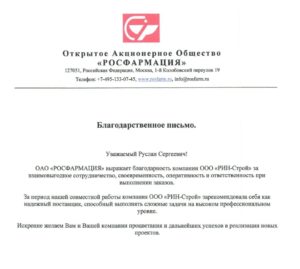 Открытое Акционерное Общество
«РОСФАРМАЦИЯ»
127051, Российская Федерация, Москва, 1-й Колобовский переулок 19
Телефон: +7-495-133-07-45, www.rosfarm.ru, info@rosfarm.ru
Благодарственное письмо.
Уважаемый Руслан Сергеевич!
ОАО «РОСФАРМАЦИЯ» выражает благодарность компании ООО «РИН-Строй» за
взаимовыгодное сотрудничество, своевременность, оперативность и ответственность при
выполнении заказов.
За период нашей совместной работы компания ООО «РИН-Строй» зарекомендовала себя как
надежный поставщик, способный выполнять сложные задачи на высоком профессиональном
уровне.
Искренне желаем Вам и Вашей компании процветания и дальнейших успехов в реализации новых
проектов.